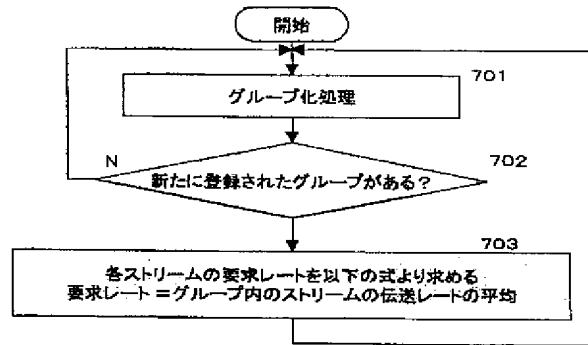 開始
701
グループ化処理
N
702
新たに登録されたグループがある?
703
各ストリームの要求レートを以下の式より求める
要求レート=グループ内のストリームの伝送レートの平均